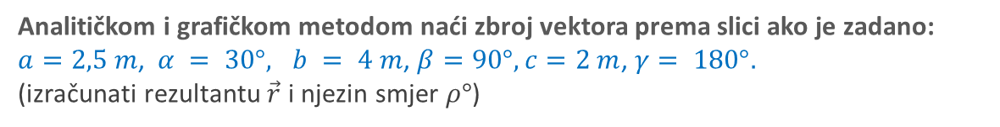 Analitičkom i grafičkom metodom naći zbroj vektora prema slici ako je zadano:
a = 2,5 m, α = 30°, b = 4 m, β = 90°, c = 2 m, γ = 180°.
(izračunati rezultantu r⃗ i njezin smjer ρ°)